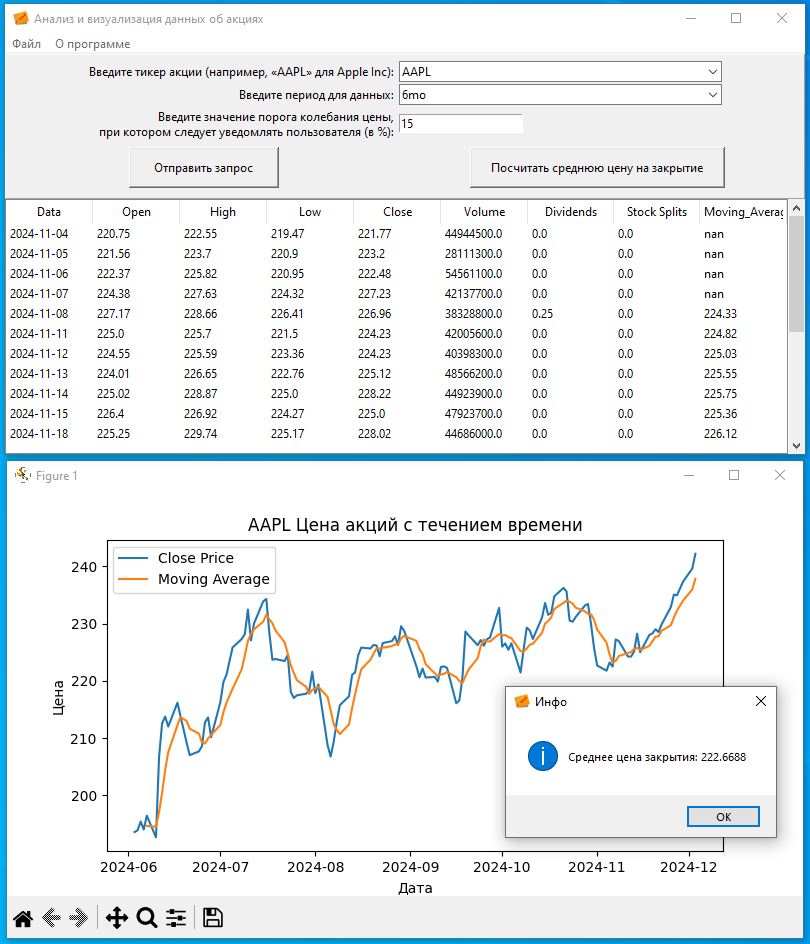 Анализ и визуализация данных об акциях
Файл О программе
Введите тикер акции (например, «AAPL» для Apple Inc): AAPL
Введите период для данных: 6mo
Введите значение порога колебания цены,
при котором следует уведомлять пользователя (в %): 15
Отправить запрос Посчитать среднюю цену на закрытие
Data Open High Low Close Volume Dividends Stock Splits Moving_Averag
2024-11-04 220.75 222.55 219.47 221.77 44944500.0 0.0 0.0 nan
2024-11-05 221.56 223.7 220.9 223.2 28111300.0 0.0 0.0 nan
2024-11-06 222.37 225.82 220.95 222.48 54561100.0 0.0 0.0 nan
2024-11-07 224.38 227.63 224.32 227.23 42137700.0 0.0 0.0 nan
2024-11-08 227.17 228.66 226.41 226.96 38328800.0 0.25 0.0 224.33
2024-11-11 225.0 225.7 221.5 224.23 42005600.0 0.0 0.0 224.82
2024-11-12 224.55 225.59 223.36 224.23 40398300.0 0.0 0.0 225.03
2024-11-13 224.01 226.65 222.76 225.12 48566200.0 0.0 0.0 225.55
2024-11-14 225.02 228.87 225.0 228.22 44923900.0 0.0 0.0 225.75
2024-11-15 226.4 226.92 224.27 225.0 47923700.0 0.0 0.0 225.36
2024-11-18 225.25 229.74 225.17 228.02 44686000.0 0.0 0.0 226.12
Figure 1
AAPL Цена акций с течением времени
Close Price
Moving Average
240
230
220
210
200
Цена
Инфо
Среднее цена закрытия: 222.6688
OK
2024-06 2024-07 2024-08 2024-09 2024-10 2024-11 2024-12
Дата